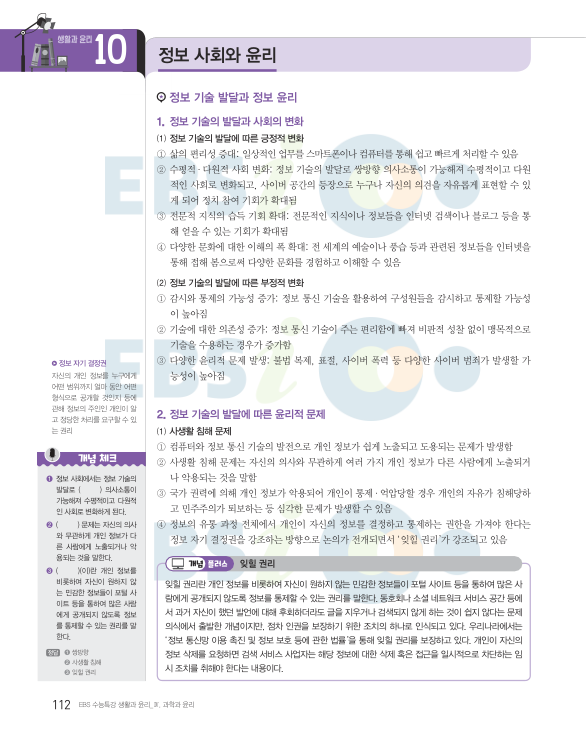 생활과 윤리
10
정보 사회와 윤리
정보 기술 발달과 정보 윤리
1. 정보 기술의 발달과 사회의 변화
(1) 정보 기술의 발달에 따른 긍정적 변화
① 삶의 편리성 증대: 일상적인 업무를 스마트폰이나 컴퓨터를 통해 쉽고 빠르게 처리할 수 있음
② 수평적·다원적 사회 변화: 정보 기술의 발달로 쌍방향 의사소통이 가능해져 수평적이고 다원
적인 사회로 변화되고, 사이버 공간의 등장으로 누구나 자신의 의견을 자유롭게 표현할 수 있
게 되어 정치 참여 기회가 확대됨
③ 전문적 지식의 습득 기회 확대: 전문적인 지식이나 정보들을 인터넷 검색이나 블로그 등을 통
해 얻을 수 있는 기회가 확대됨
④ 다양한 문화에 대한 이해의 폭 확대: 전 세계의 예술이나 풍습 등과 관련된 정보들을 인터넷을
통해 접해 봄으로써 다양한 문화를 경험하고 이해할 수 있음
(2) 정보 기술의 발달에 따른 부정적 변화
① 감시와 통제의 가능성 증가: 정보 통신 기술을 활용하여 구성원들을 감시하고 통제할 가능성
이 높아짐
② 기술에 대한 의존성 증가: 정보 통신 기술이 주는 편리함에 빠져 비판적 성찰 없이 맹목적으로
기술을 수용하는 경우가 증가함
③ 다양한 윤리적 문제 발생: 불법 복제, 표절, 사이버 폭력 등 다양한 사이버 범죄가 발생할 가
능성이 높아짐
2. 정보 기술의 발달에 따른 윤리적 문제
(1) 사생활 침해 문제
① 컴퓨터와 정보 통신 기술의 발전으로 개인 정보가 쉽게 노출되고 도용되는 문제가 발생함
② 사생활 침해 문제는 자신의 의사와 무관하게 여러 가지 개인 정보가 다른 사람에게 노출되거
나 악용되는 것을 말함
③ 국가 권력에 의해 개인 정보가 악용되어 개인이 통제·억압당할 경우 개인의 자유가 침해당하
고 민주주의가 퇴보하는 등 심각한 문제가 발생할 수 있음
④ 정보의 유통 과정 전체에서 개인이 자신의 정보를 결정하고 통제하는 권한을 가져야 한다는
정보 자기 결정권을 강조하는 방향으로 논의가 전개되면서 '잊힐 권리'가 강조되고 있음
개념 플러스 잊힐 권리
잊힐 권리란 개인 정보를 비롯하여 자신이 원하지 않는 민감한 정보들이 포털 사이트 등을 통하여 많은 사
람에게 공개되지 않도록 정보를 통제할 수 있는 권리를 말한다. 동호회나 소셜 네트워크 서비스 공간 등에
서 과거 자신이 했던 발언에 대해 후회하더라도 글을 지우거나 검색되지 않게 하는 것이 쉽지 않다는 문제
의식에서 출발한 개념이지만, 점차 인권을 보장하기 위한 조치의 하나로 인식되고 있다. 우리나라에서는
'정보 통신망 이용 촉진 및 정보 보호 등에 관한 법률'을 통해 잊힐 권리를 보장하고 있다. 개인이 자신의
정보 삭제를 요청하면 검색 서비스 사업자는 해당 정보에 대한 삭제 혹은 접근을 일시적으로 차단하는 임
시 조치를 취해야 한다는 내용이다.
정보 자기 결정권
자신의 개인 정보를 누구에게
어떤 범위까지 얼마 동안 어떤
형식으로 공개할 것인지 등에
관해 정보의 주인인 개인이 알
고 정당한 처리를 요구할 수 있
는 권리
개념 체크
❶ 정보 사회에서는 정보 기술의
발달로 ( ) 의사소통이
가능해져 수평적이고 다원적
인 사회로 변화하게 된다.
❷ ( ) 문제는 자신의 의사
와 무관하게 개인 정보가 다
른 사람에게 노출되거나 악
용되는 것을 말한다.
❸ ( )(이)란 개인 정보를
비롯하여 자신이 원하지 않
는 민감한 정보들이 포털 사
이트 등을 통하여 많은 사람
에게 공개되지 않도록 정보
를 통제할 수 있는 권리를 말
한다.
정답 ❶ 쌍방향
❷ 사생활 침해
❸ 잊힐 권리
112 EBS 수능특강 생활과 윤리_Ⅲ. 과학과 윤리
EBSi
EBSi
EBSi